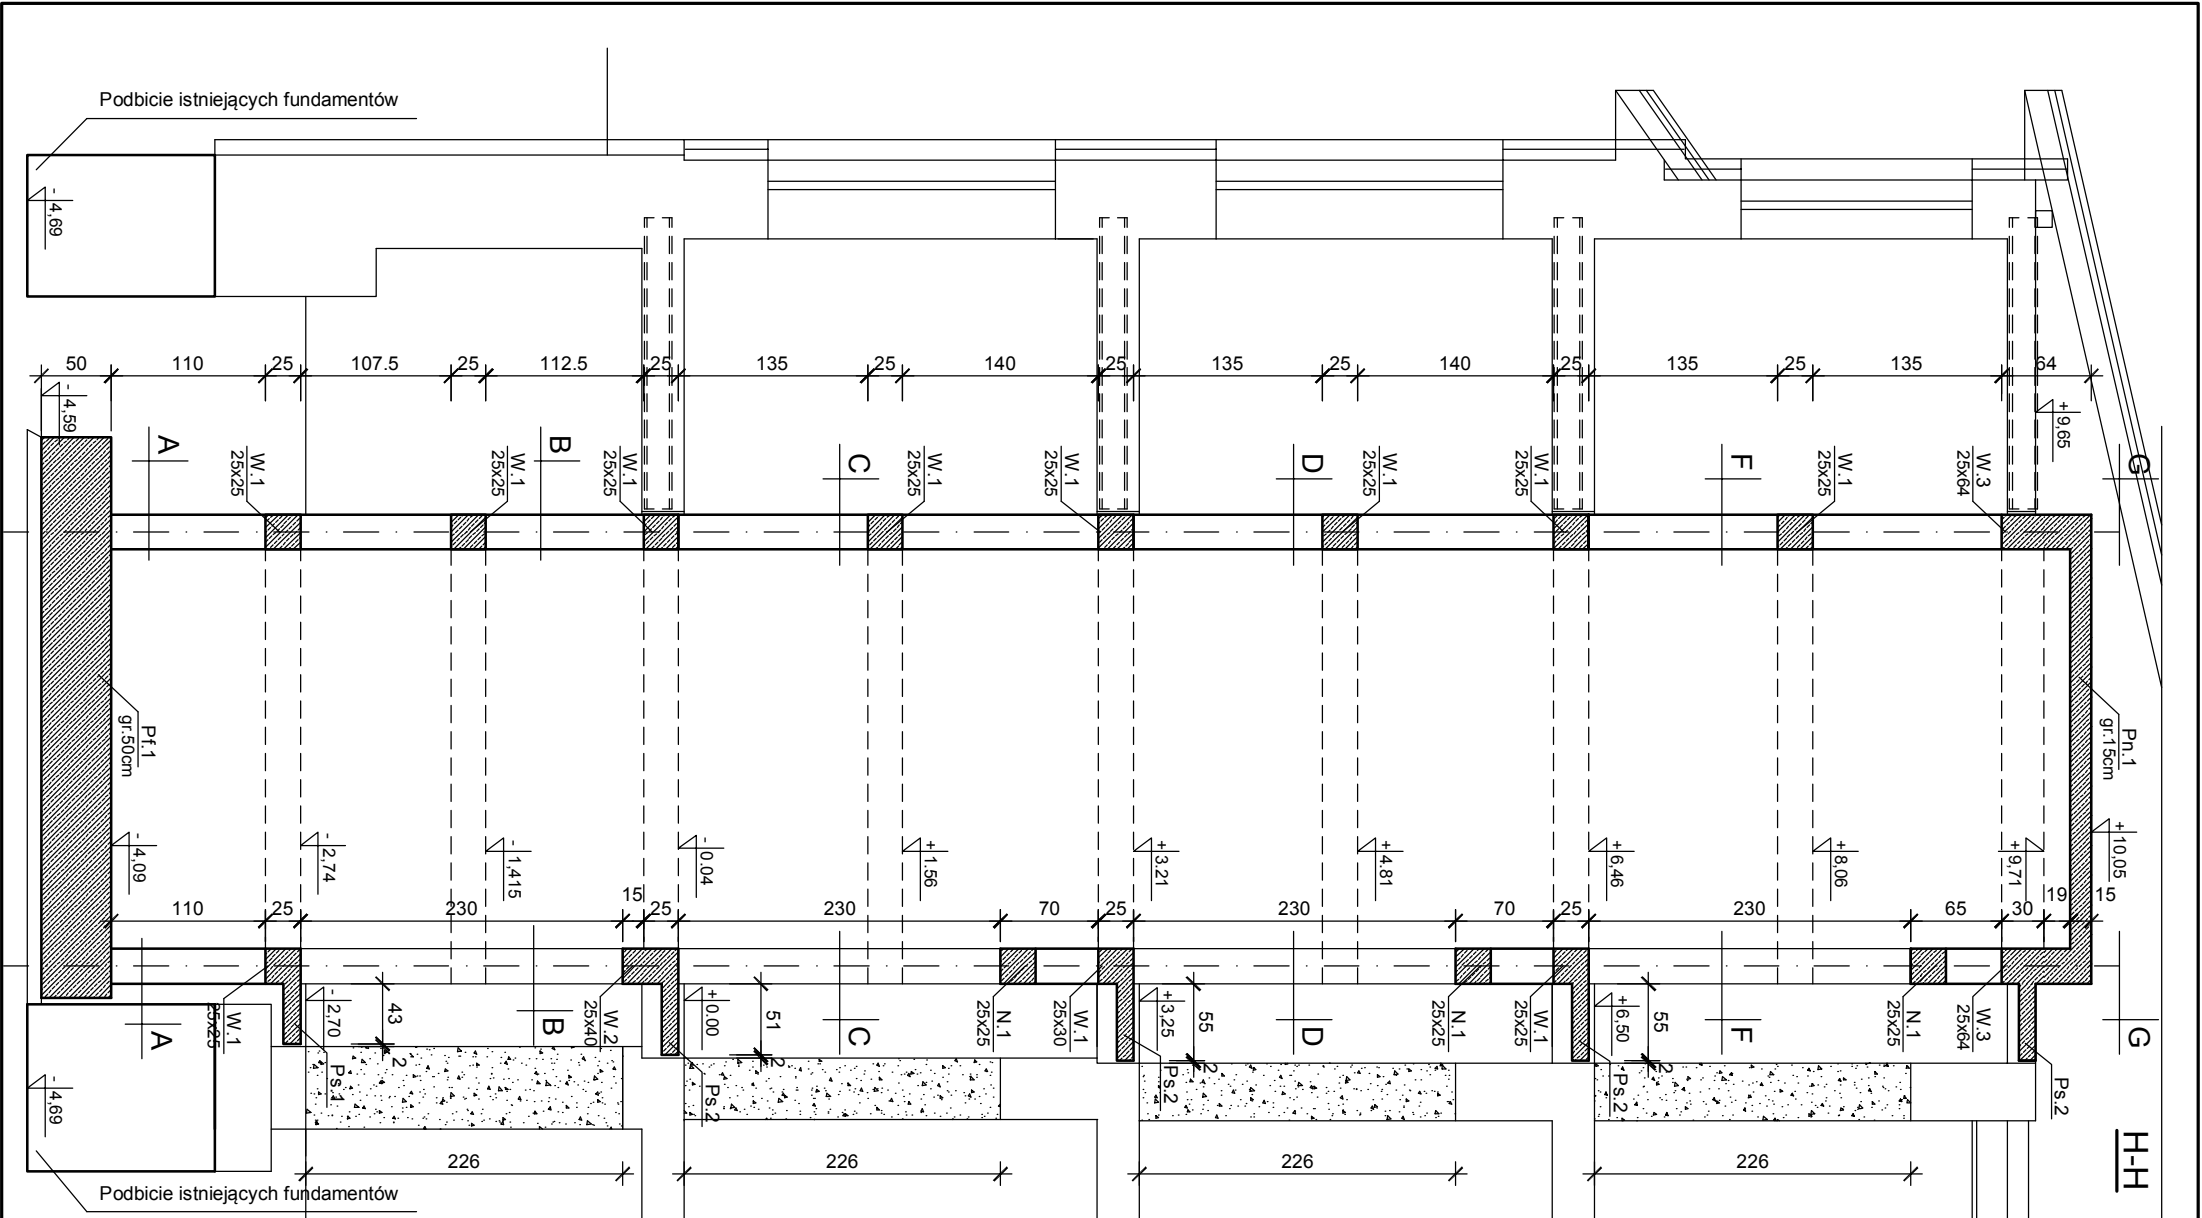 Podbicie istniejących fundamentów
-4,69
50
110
25
107.5
25
112.5
25
135
25
140
25
135
25
140
25
135
25
135
64
-4,59
+9,65
A
B
C
D
F
G
W.1
25x25
W.1
25x25
W.1
25x25
W.1
25x25
W.1
25x25
W.1
25x25
W.1
25x25
W.1
25x25
W.3
25x64
Pf.1
gr.50cm
Pn.1
gr.15cm
-4,09
-2,74
-1,415
-0.04
+1.56
+3.21
+4.81
+6,46
+8,06
+9,71
+10,05
110
25
230
15
25
230
70
25
230
70
25
230
65
30
19
15
A
W.1
25x25
-2,70
43
2
B
W.2
25x40
+0.00
51
2
C
N.1
25x25
W.1
25x30
+3,25
55
2
D
N.1
25x25
W.1
25x25
+6,50
55
2
F
N.1
25x25
W.3
25x64
G
Ps.1
Ps.2
Ps.2
Ps.2
Ps.2
-4,69
226
226
226
226
H-H
Podbicie istniejących fundamentów